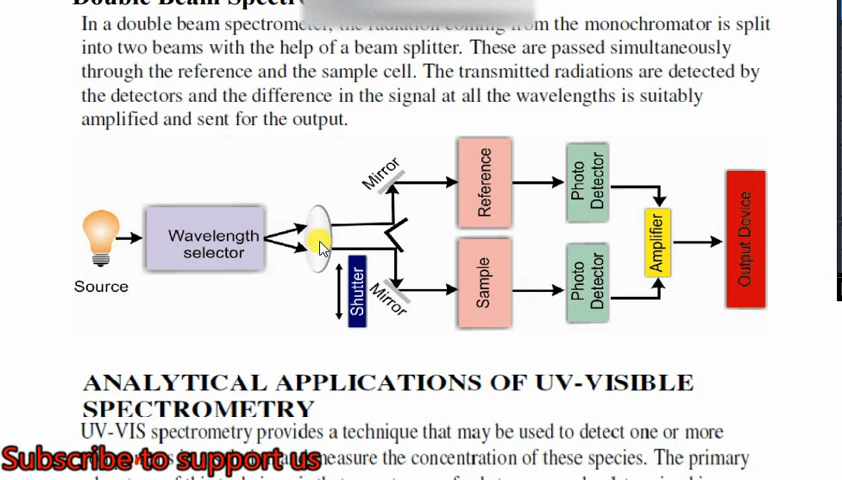 Double Beam Spectro
In a double beam spectrometer, the radiation coming from the monochromator is split
into two beams with the help of a beam splitter. These are passed simultaneously
through the reference and the sample cell. The transmitted radiations are detected by
the detectors and the difference in the signal at all the wavelengths is suitably
amplified and sent for the output.
Source
Wavelength
selector
Mirror
Shutter
Mirror
Reference
Sample
Photo
Detector
Photo
Detector
Amplifier
Output Device
ANALYTICAL APPLICATIONS OF UV-VISIBLE
SPECTROMETRY
UV-VIS spectrometry provides a technique that may be used to detect one or more
measure the concentration of these species. The primary
Subscribe to support us